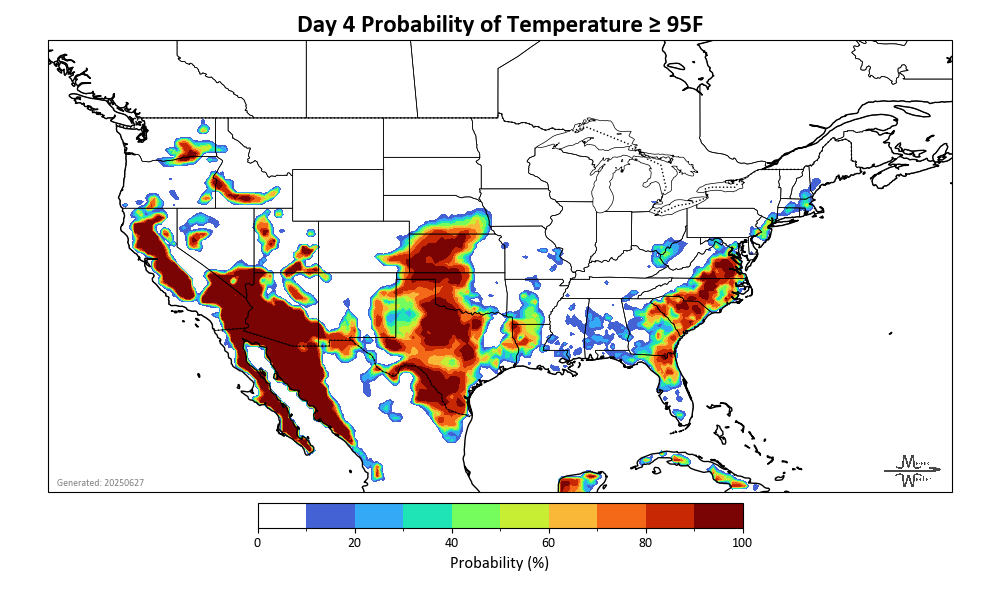 Day 4 Probability of Temperature ≥ 95F
Generated: 20250627
0 20 40 60 80 100
Probability (%)